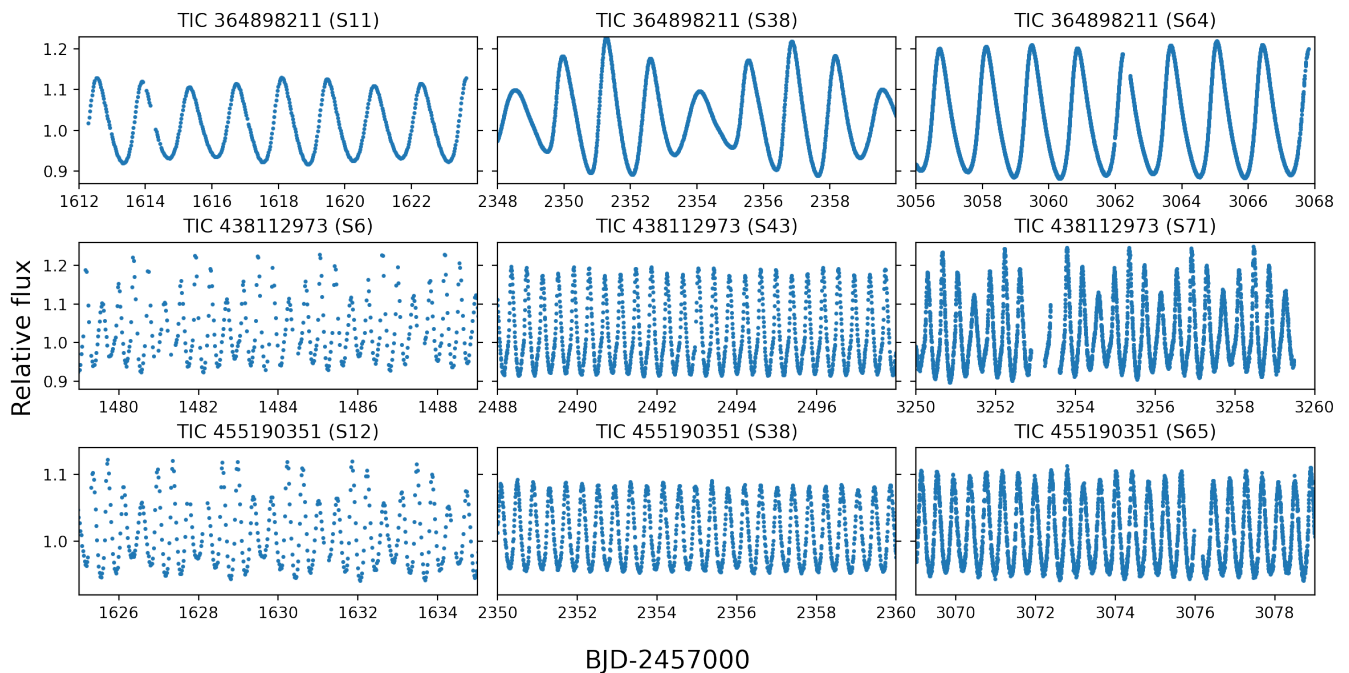 TIC 364898211 (S11) TIC 364898211 (S38) TIC 364898211 (S64)
1.2
1.1
1.0
0.9
1612 1614 1616 1618 1620 1622 2348 2350 2352 2354 2356 2358 3056 3058 3060 3062 3064 3066 3068
TIC 438112973 (S6) TIC 438112973 (S43) TIC 438112973 (S71)
Relative flux
1.2
1.1
1.0
0.9
1480 1482 1484 1486 1488 2488 2490 2492 2494 2496 3250 3252 3254 3256 3258 3260
TIC 455190351 (S12) TIC 455190351 (S38) TIC 455190351 (S65)
1.1
1.0
1626 1628 1630 1632 1634 2350 2352 2354 2356 2358 2360 3070 3072 3074 3076 3078
BJD-2457000